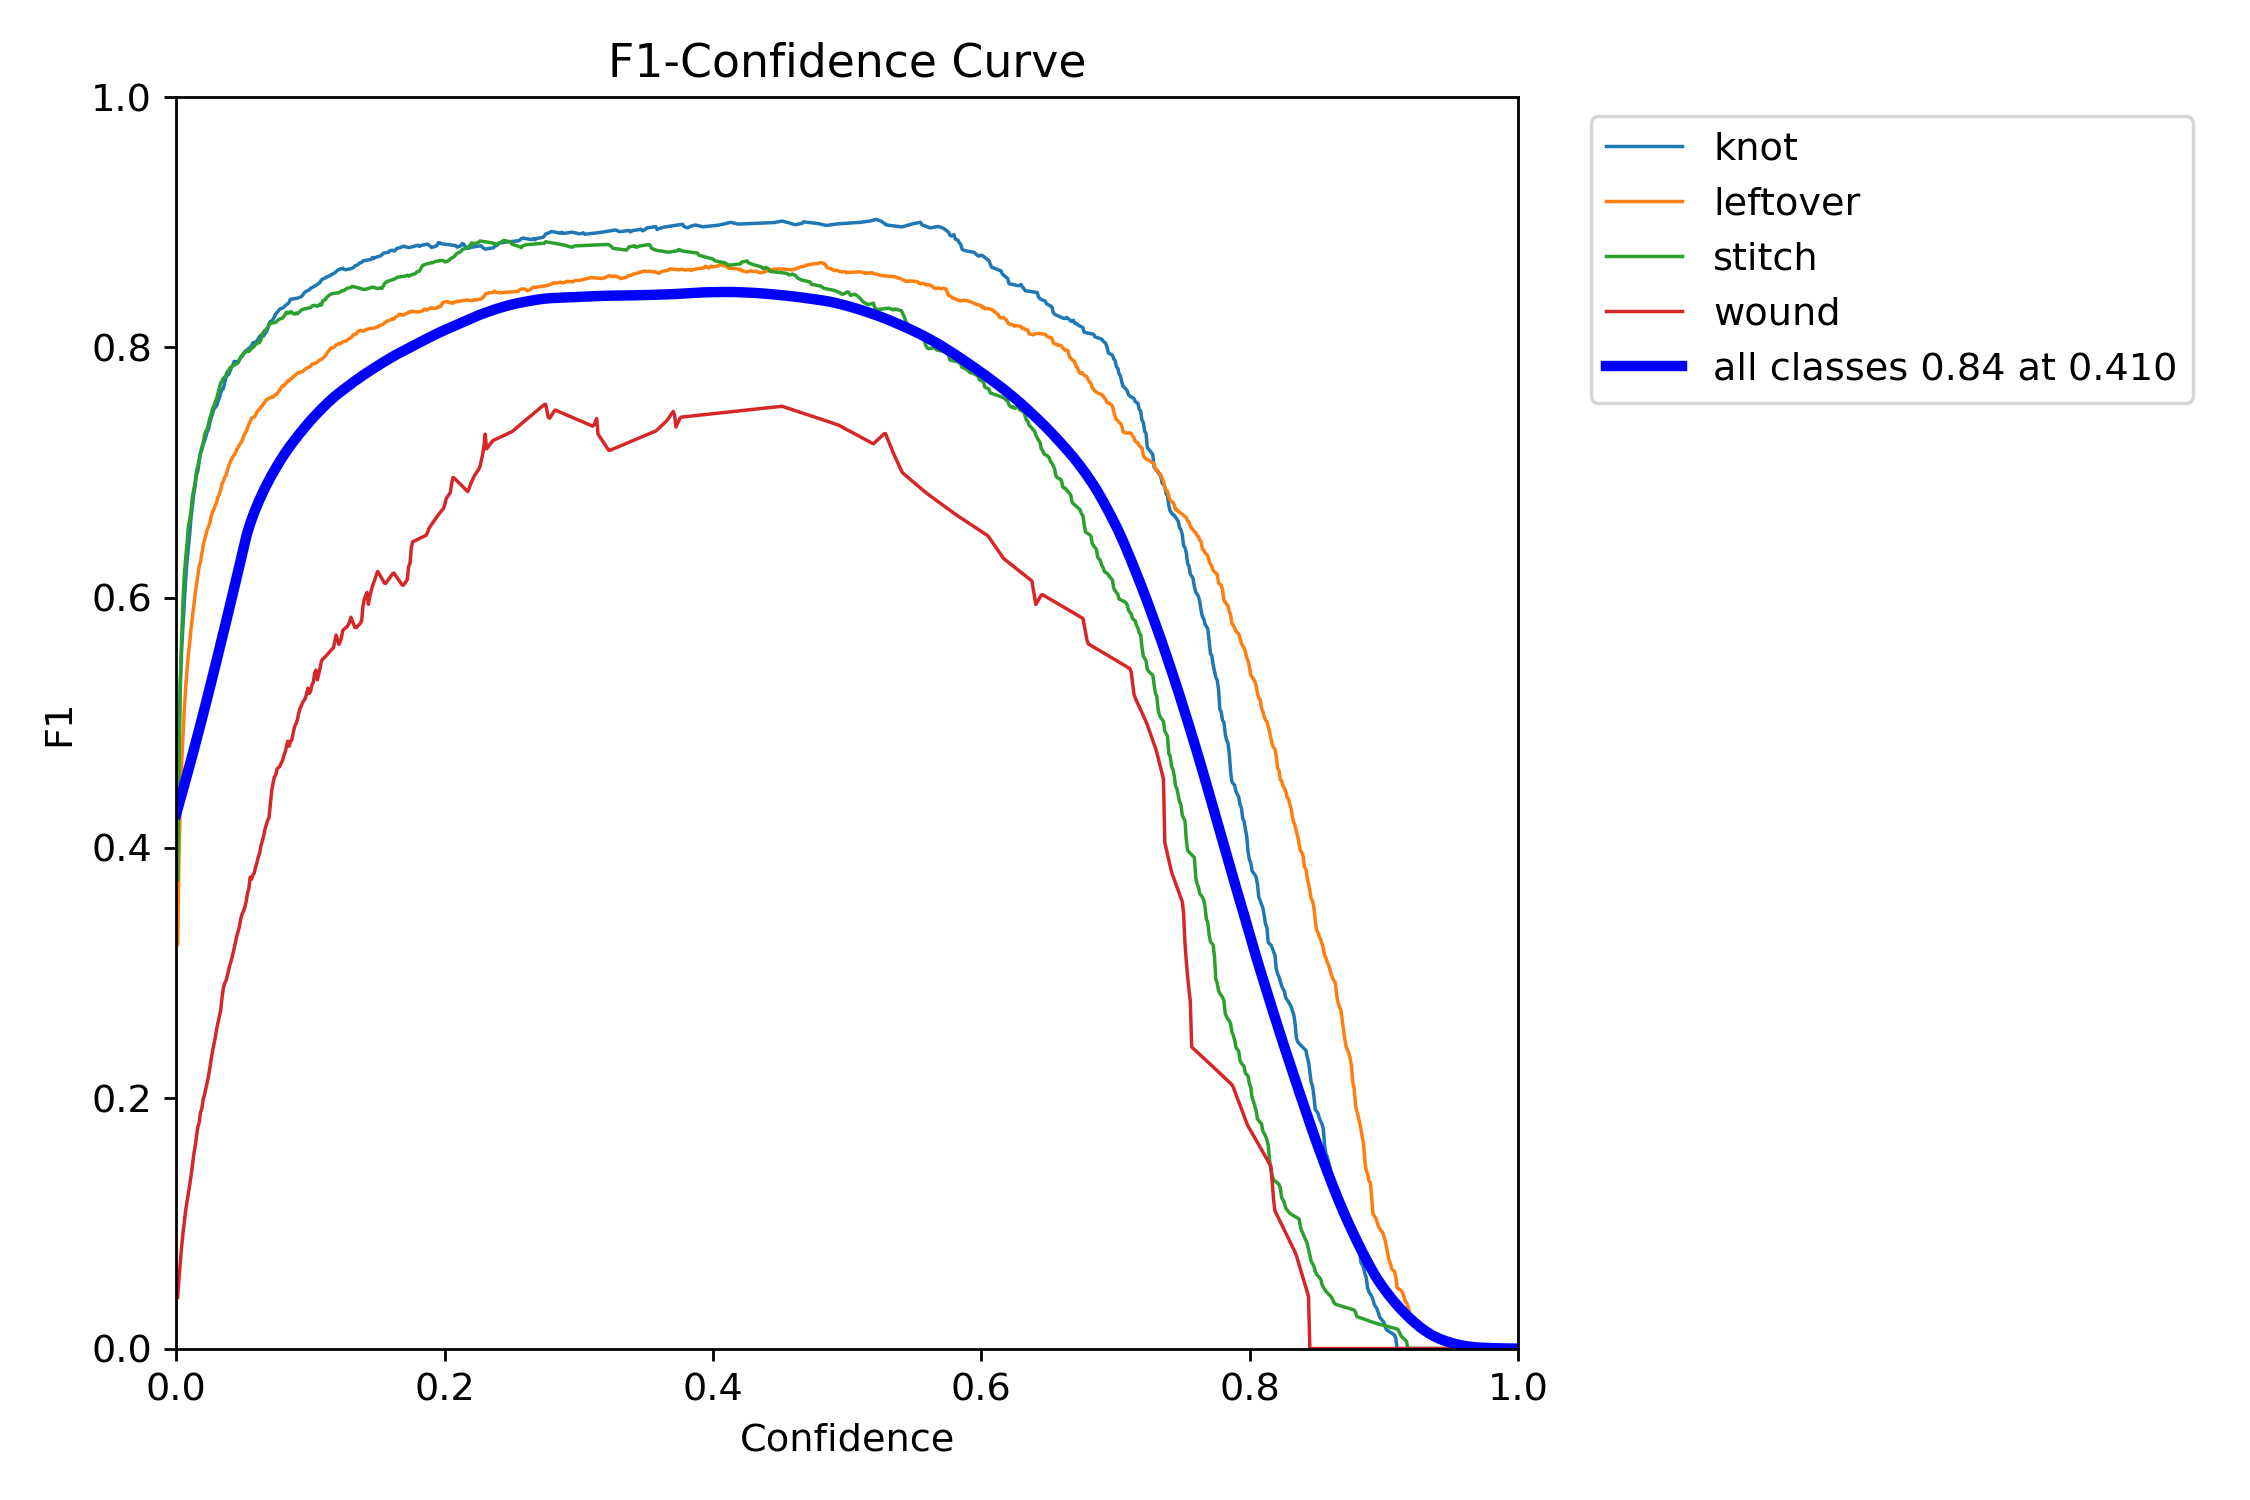 F1-Confidence Curve
1.0
0.8
0.6
0.4
0.2
0.0
F1
0.0 0.2 0.4 0.6 0.8 1.0
Confidence
knot
leftover
stitch
wound
all classes 0.84 at 0.410